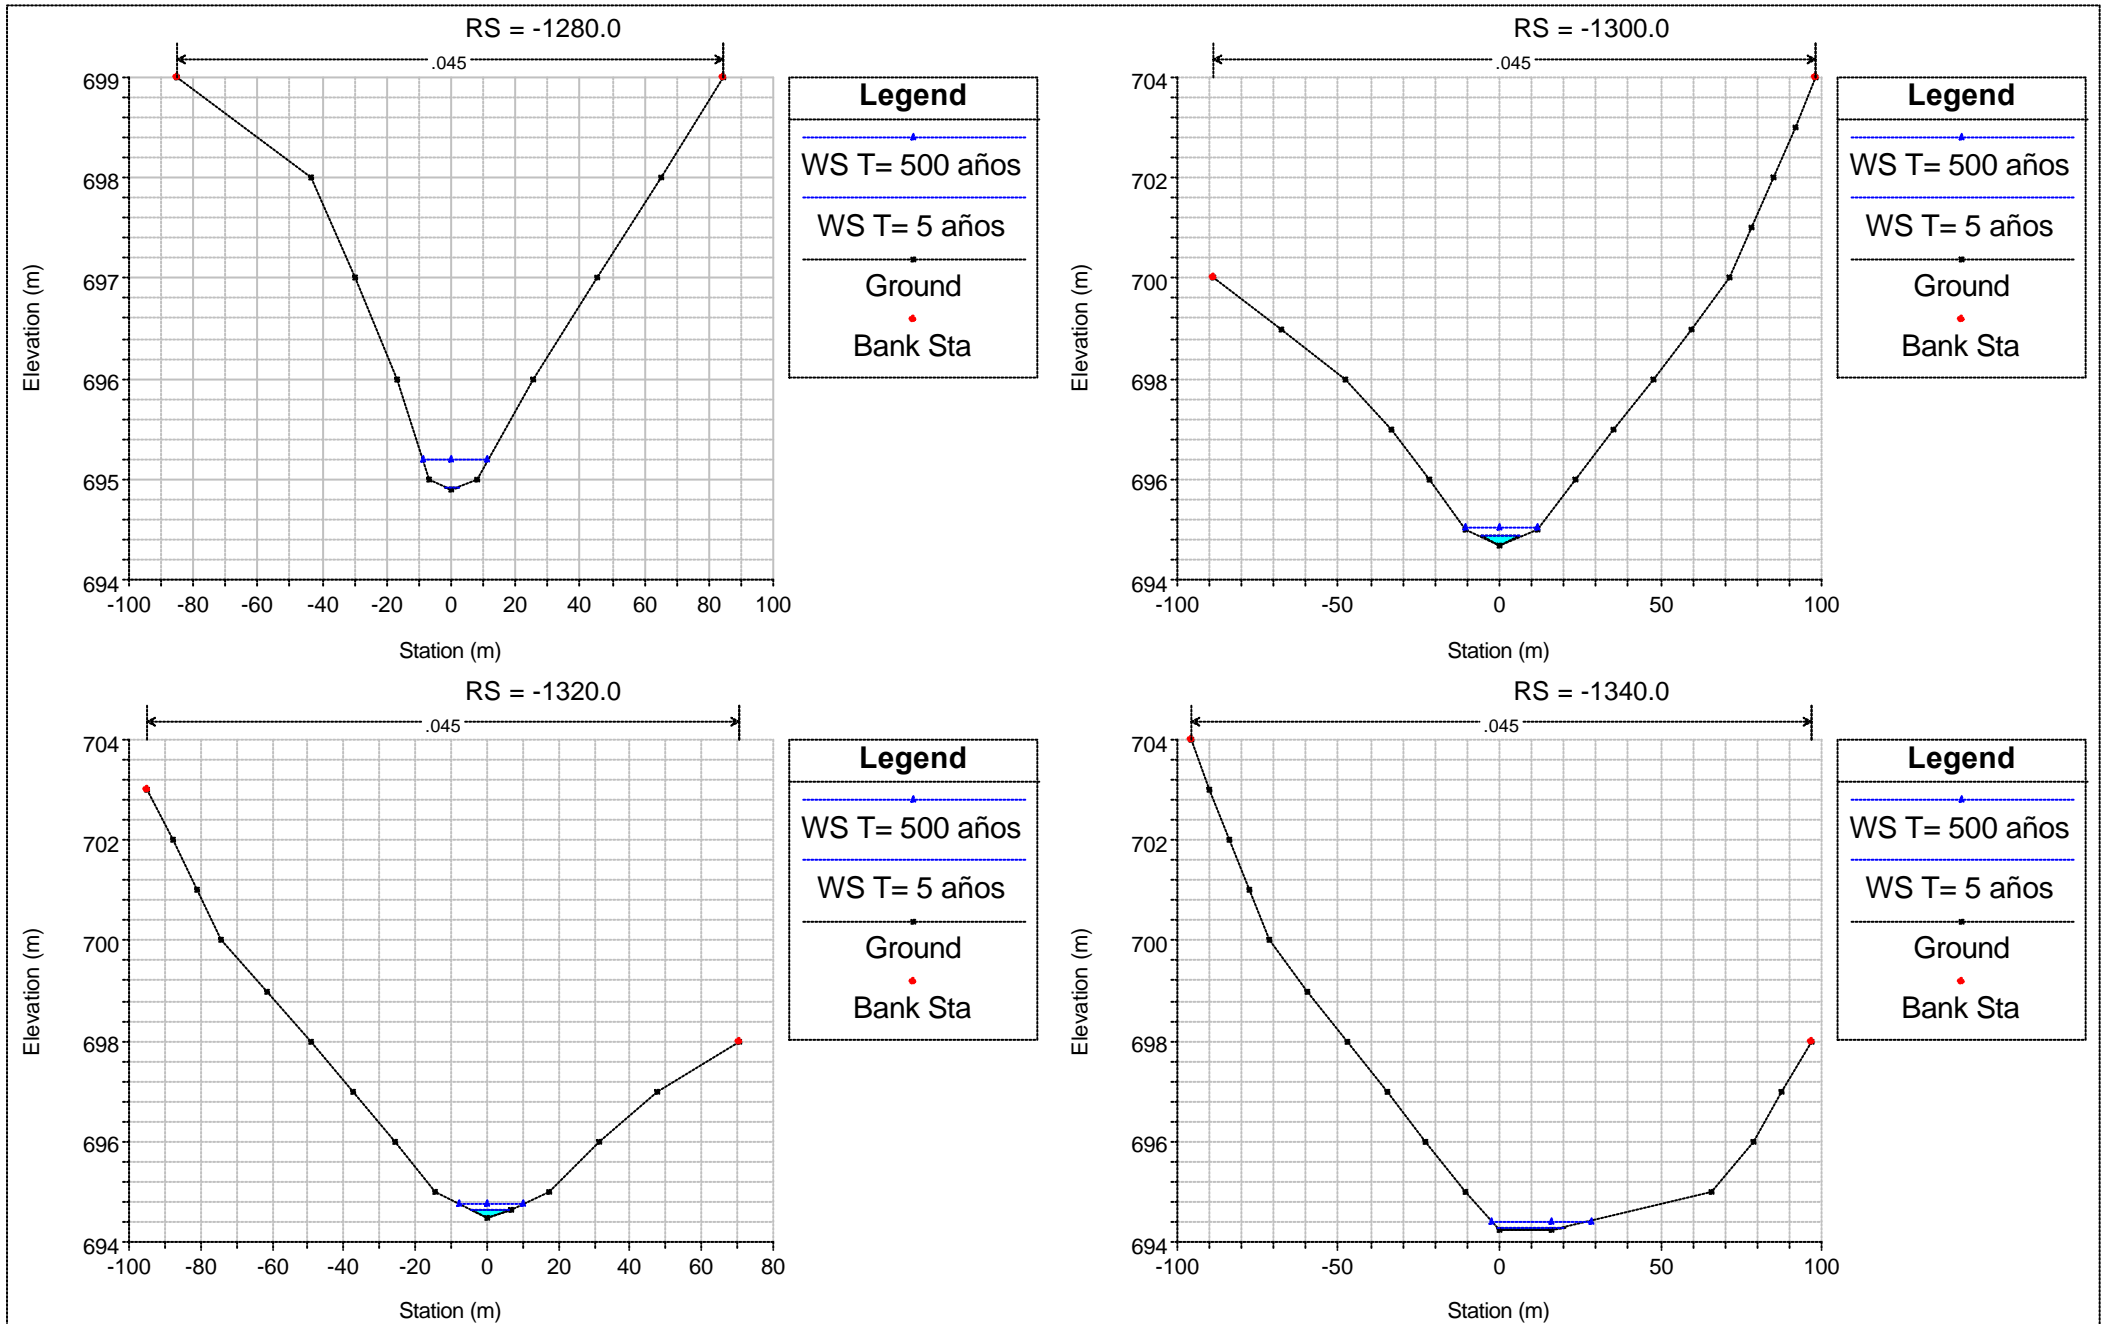 RS = -1280.0
.045
699
698
697
696
695
694
-100
-80
-60
-40
-20
0
20
40
60
80
100
Elevation (m)
Station (m)
Legend
WS T= 500 años
WS T= 5 años
Ground
Bank Sta
RS = -1300.0
.045
704
702
700
698
696
694
-100
-50
0
50
100
Elevation (m)
Station (m)
Legend
WS T= 500 años
WS T= 5 años
Ground
Bank Sta
RS = -1320.0
.045
704
702
700
698
696
694
-100
-80
-60
-40
-20
0
20
40
60
80
Elevation (m)
Station (m)
Legend
WS T= 500 años
WS T= 5 años
Ground
Bank Sta
RS = -1340.0
.045
704
702
700
698
696
694
-100
-50
0
50
100
Elevation (m)
Station (m)
Legend
WS T= 500 años
WS T= 5 años
Ground
Bank Sta